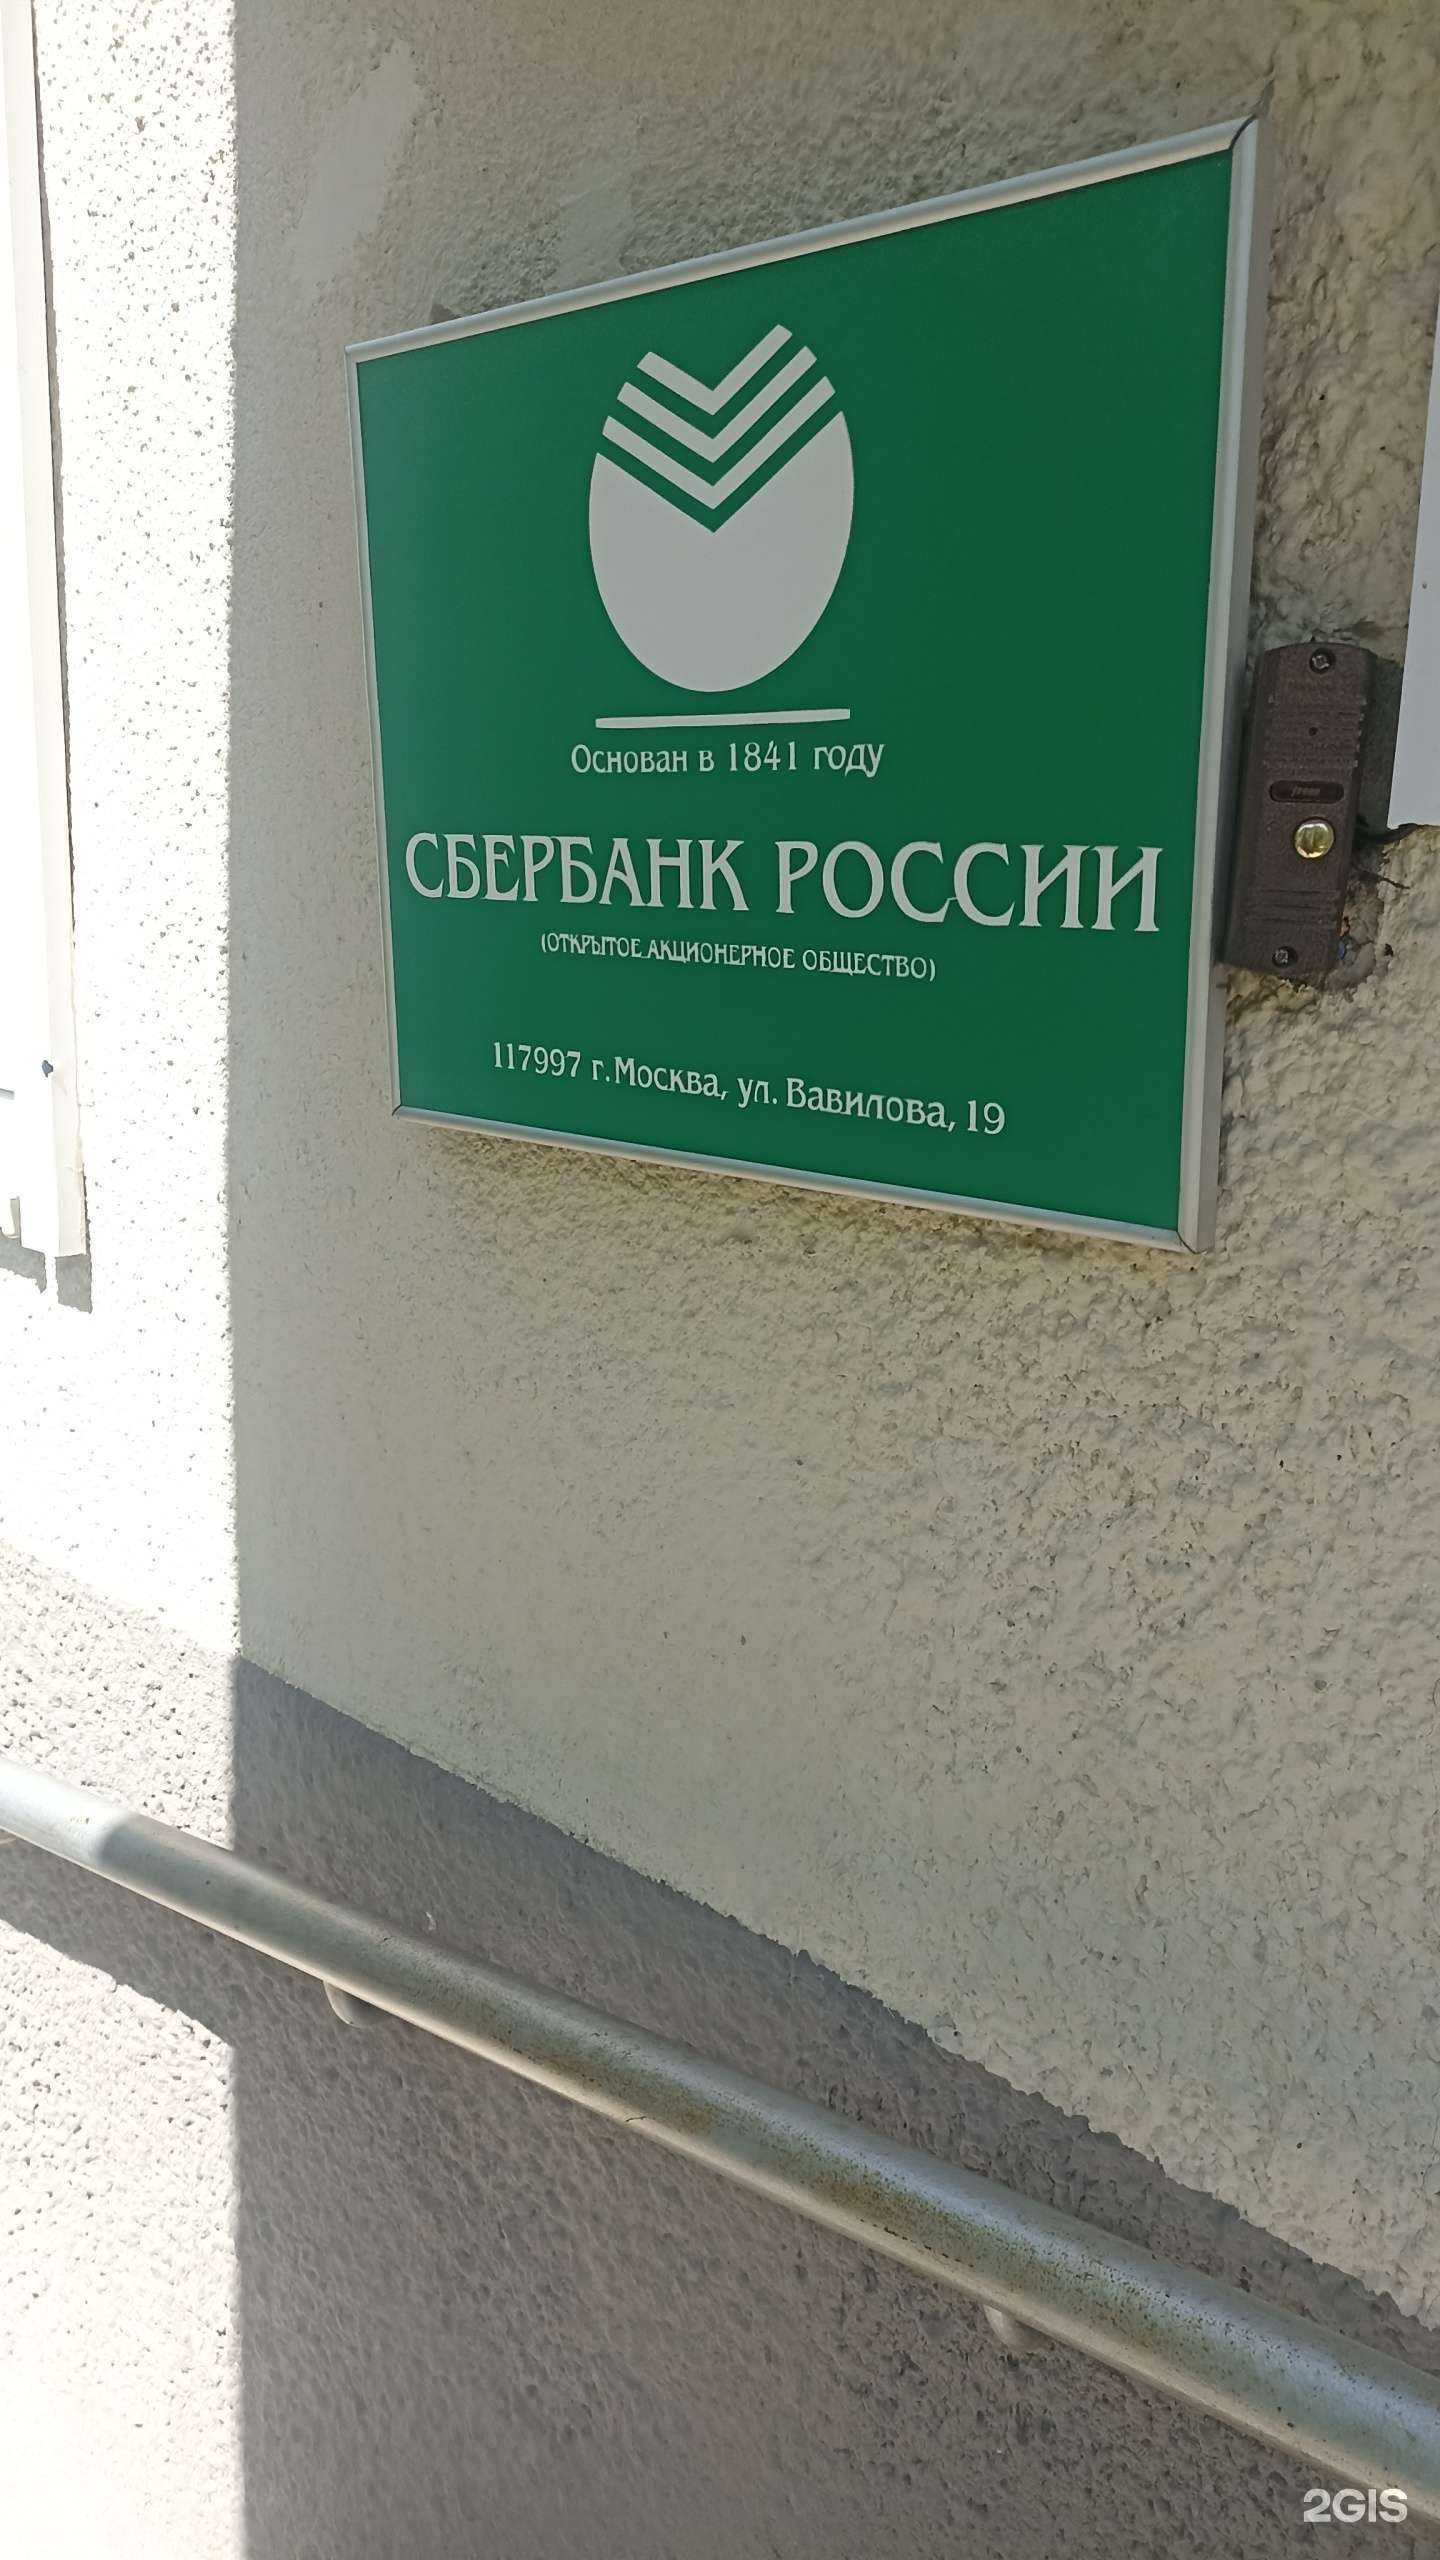 Основан в 1841 году
СБЕРБАНК РОССИИ
(ОТКРЫТОЕ АКЦИОНЕРНОЕ ОБЩЕСТВО)
117997 г.Москва, ул. Вавилова, 19
2GIS